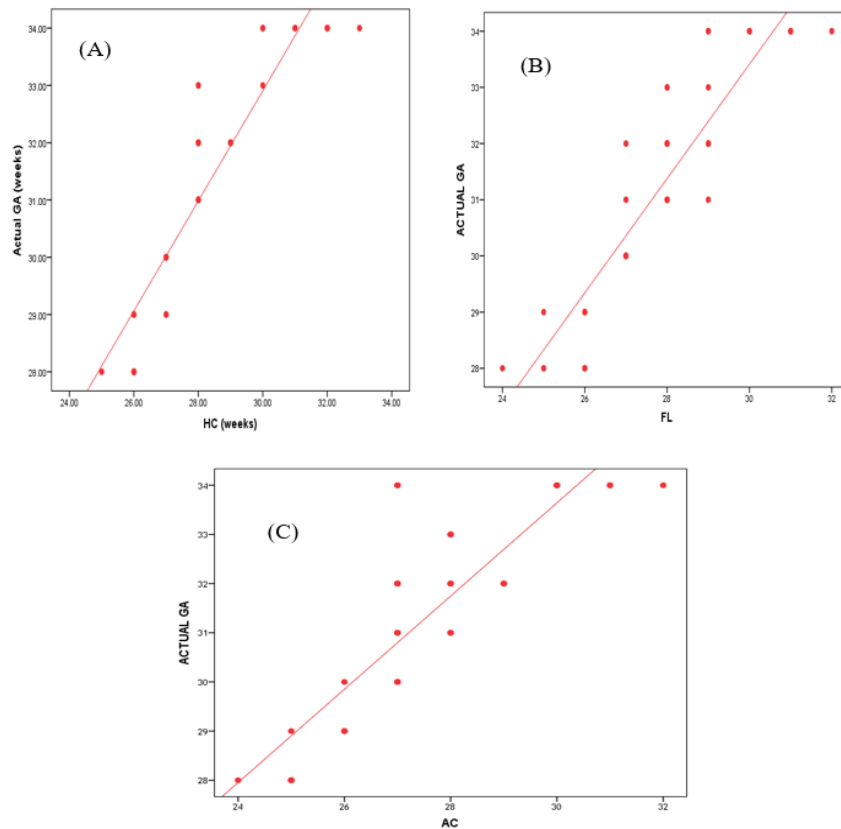 (A)
Actual GA (weeks)
34.00
33.00
32.00
31.00
30.00
29.00
28.00
24.00 26.00 28.00 30.00 32.00 34.00
HC (weeks)
(B)
ACTUAL GA
34
33
32
31
30
29
28
24 26 28 30 32
FL
(C)
ACTUAL GA
34
33
32
31
30
29
28
24 26 28 30 32
AC